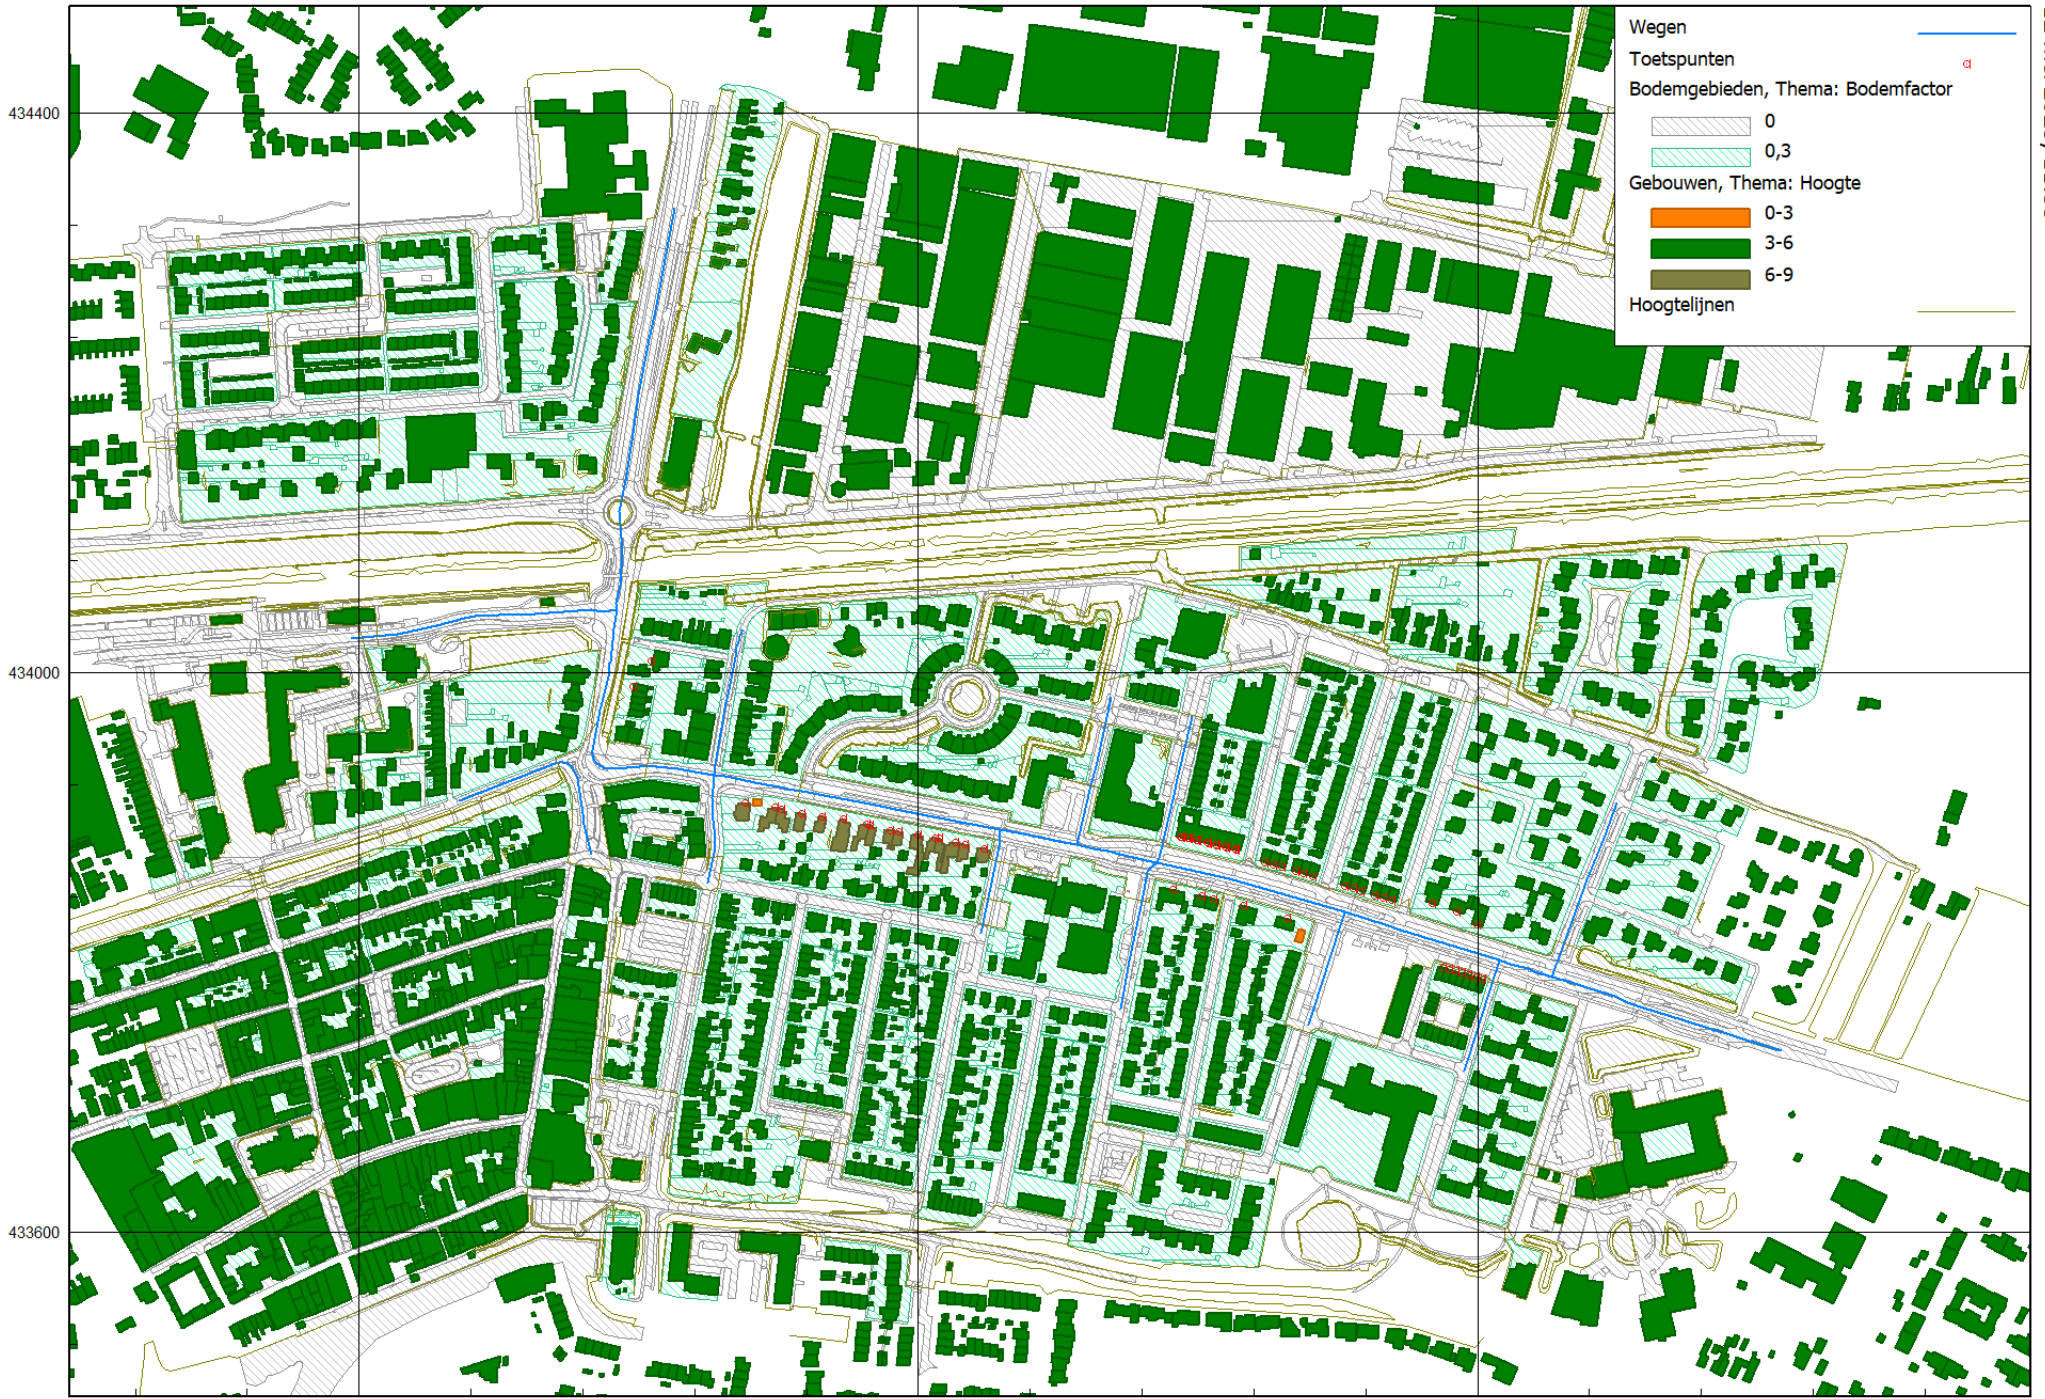 Wegen
Toetspunten
Bodemgebieden, Thema: Bodemfactor
0
0,3
Gebouwen, Thema: Hoogte
0-3
3-6
6-9
Hoogtelijnen
434400
434000
433600